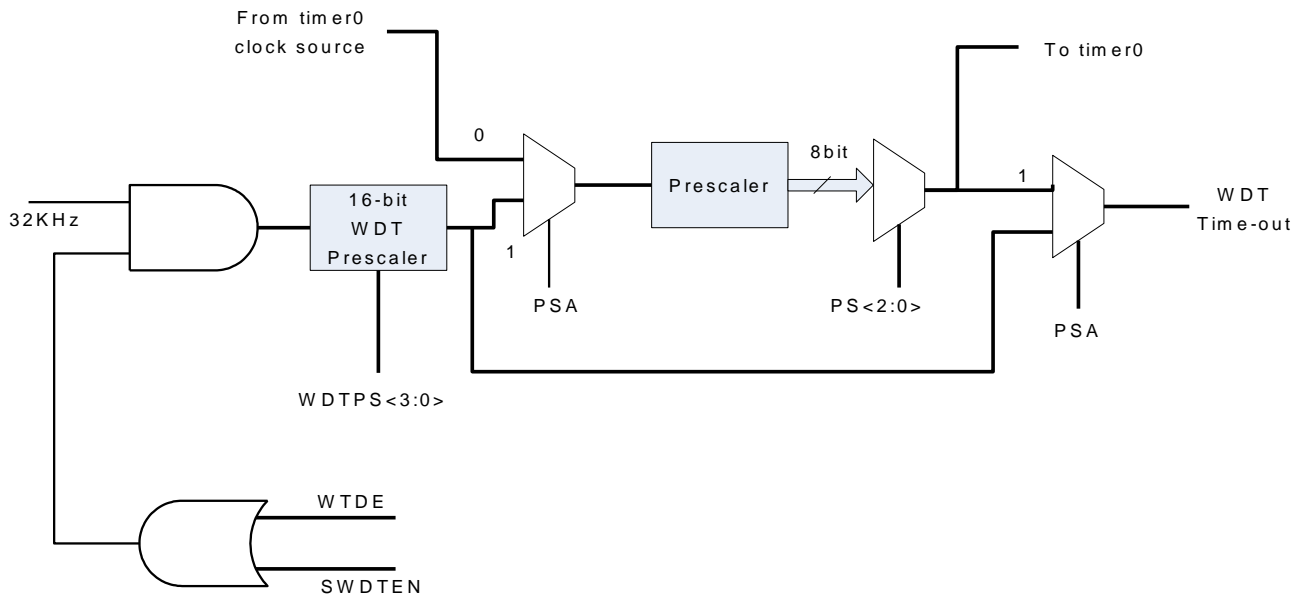 From timer0
clock source
To timer0
0
8bit
Prescaler
1
32KHz
16-bit
WDT
Prescaler
WDT
Time-out
1
PSA
PS<2:0>
PSA
WDTPS<3:0>
WTDE
SWDTEN